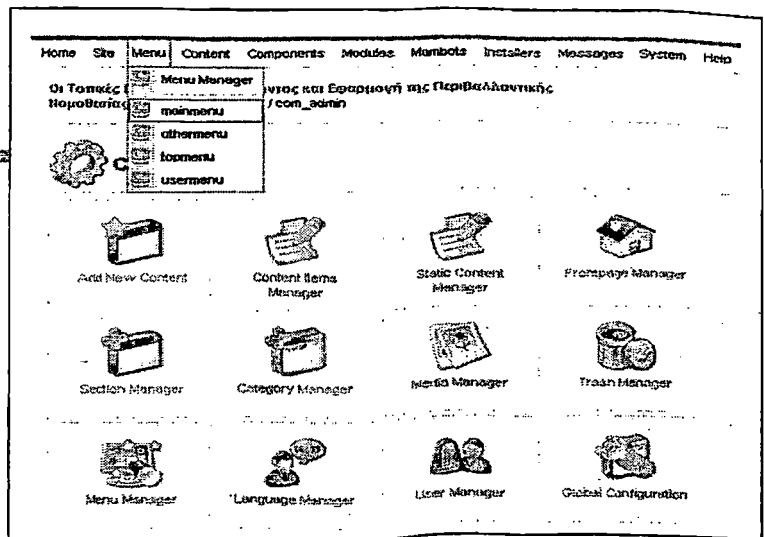 Home Site Menu Content Components Modules Mambots Installers Messages System Help
Menu Manager
Οι Τοπικές και Εφαρμογή της Περιβαλλοντικής
Νομοθεσίας / com_admin
mainmenu
othermenu
topmenu
usermenu
C
Add New Content
Content Items Manager
Static Content Manager
Frontpage Manager
Section Manager
Category Manager
Media Manager
Trash Manager
Menu Manager
Language Manager
User Manager
Global Configuration